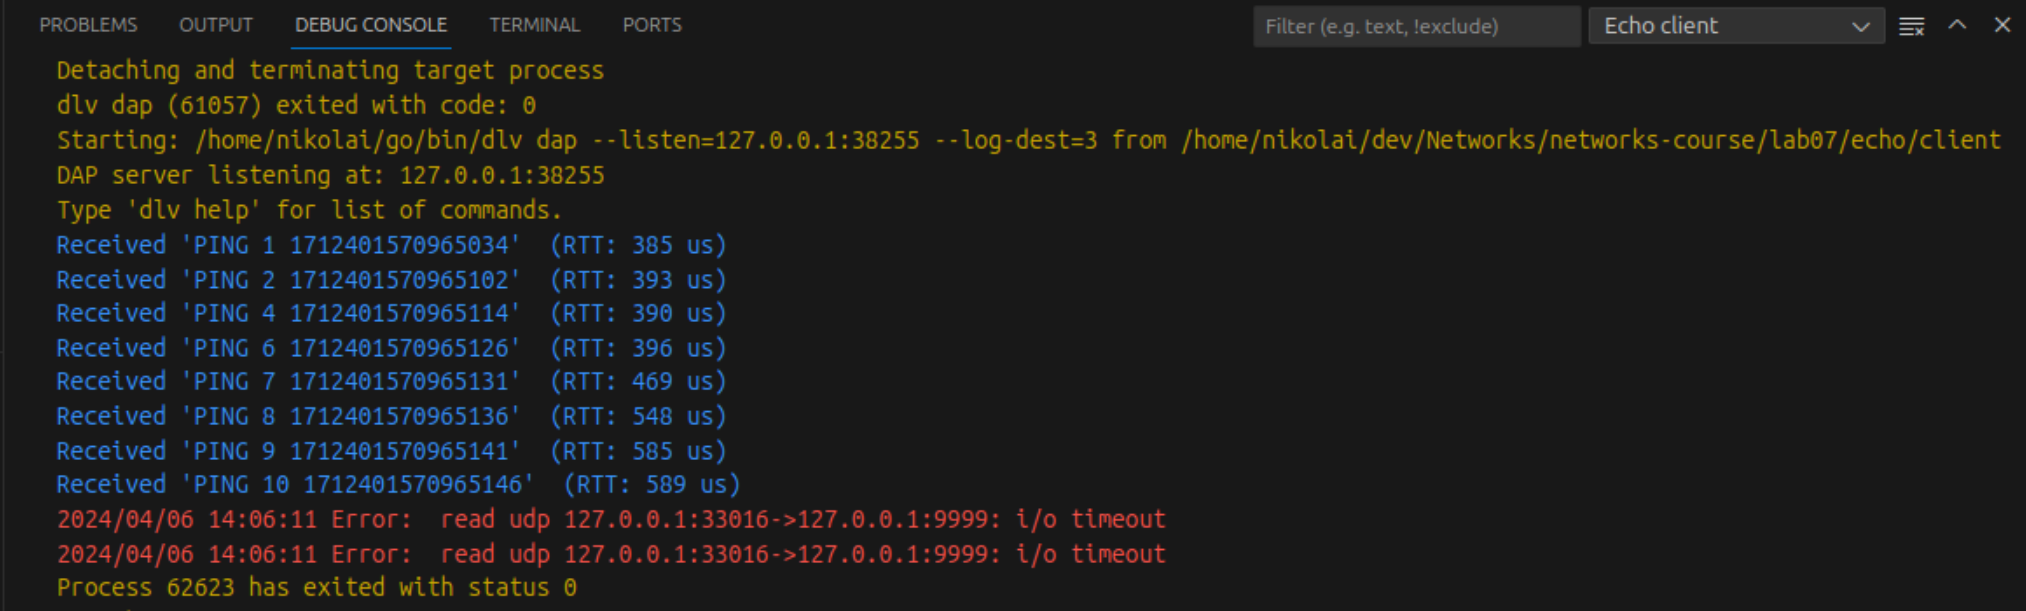 PROBLEMS OUTPUT DEBUG CONSOLE TERMINAL PORTS Filter (e.g. text, !exclude) Echo client
Detaching and terminating target process
dlv dap (61057) exited with code: 0
Starting: /home/nikolai/go/bin/dlv dap --listen=127.0.0.1:38255 --log-dest=3 from /home/nikolai/dev/Networks/networks-course/lab07/echo/client
DAP server listening at: 127.0.0.1:38255
Type 'dlv help' for list of commands.
Received 'PING 1 1712401570965034'  (RTT: 385 us)
Received 'PING 2 1712401570965102'  (RTT: 393 us)
Received 'PING 4 1712401570965114'  (RTT: 390 us)
Received 'PING 6 1712401570965126'  (RTT: 396 us)
Received 'PING 7 1712401570965131'  (RTT: 469 us)
Received 'PING 8 1712401570965136'  (RTT: 548 us)
Received 'PING 9 1712401570965141'  (RTT: 585 us)
Received 'PING 10 1712401570965146'  (RTT: 589 us)
2024/04/06 14:06:11 Error:  read udp 127.0.0.1:33016->127.0.0.1:9999: i/o timeout
2024/04/06 14:06:11 Error:  read udp 127.0.0.1:33016->127.0.0.1:9999: i/o timeout
Process 62623 has exited with status 0